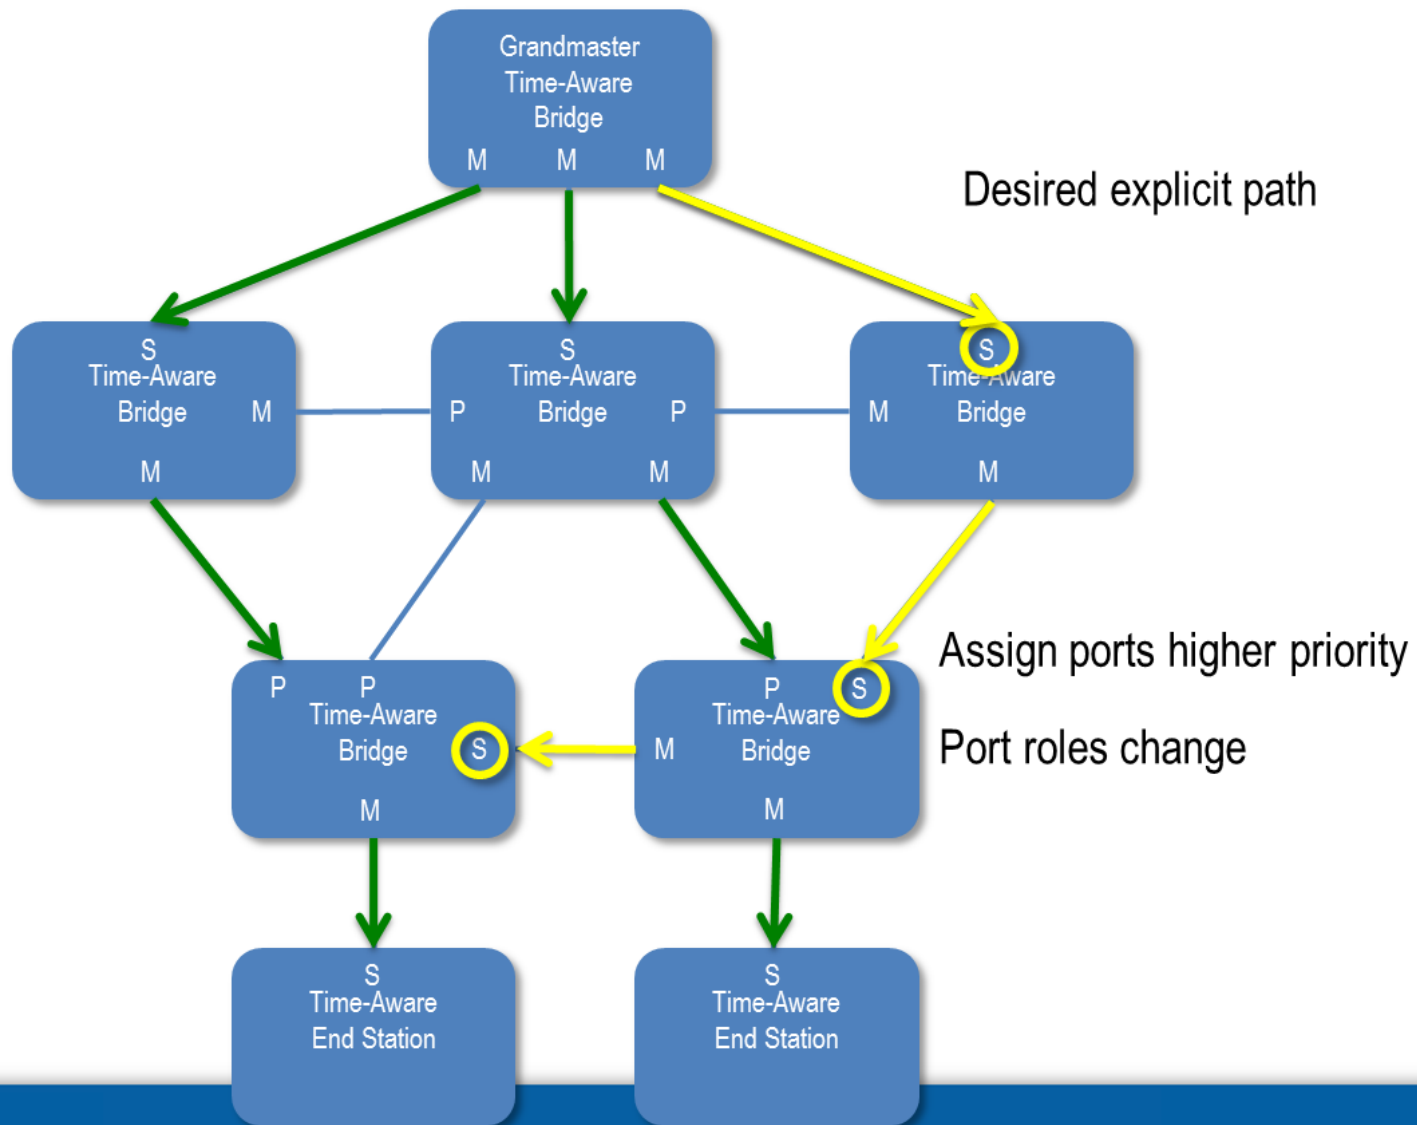 Grandmaster
Time-Aware
Bridge
M M M
Desired explicit path
S
Time-Aware
Bridge M
M
S
Time-Aware
P Bridge P
M M
S
Time-Aware
M Bridge
M
P P
Time-Aware
Bridge S
M
P S
Time-Aware
M Bridge
M
Assign ports higher priority
Port roles change
S
Time-Aware
End Station
S
Time-Aware
End Station